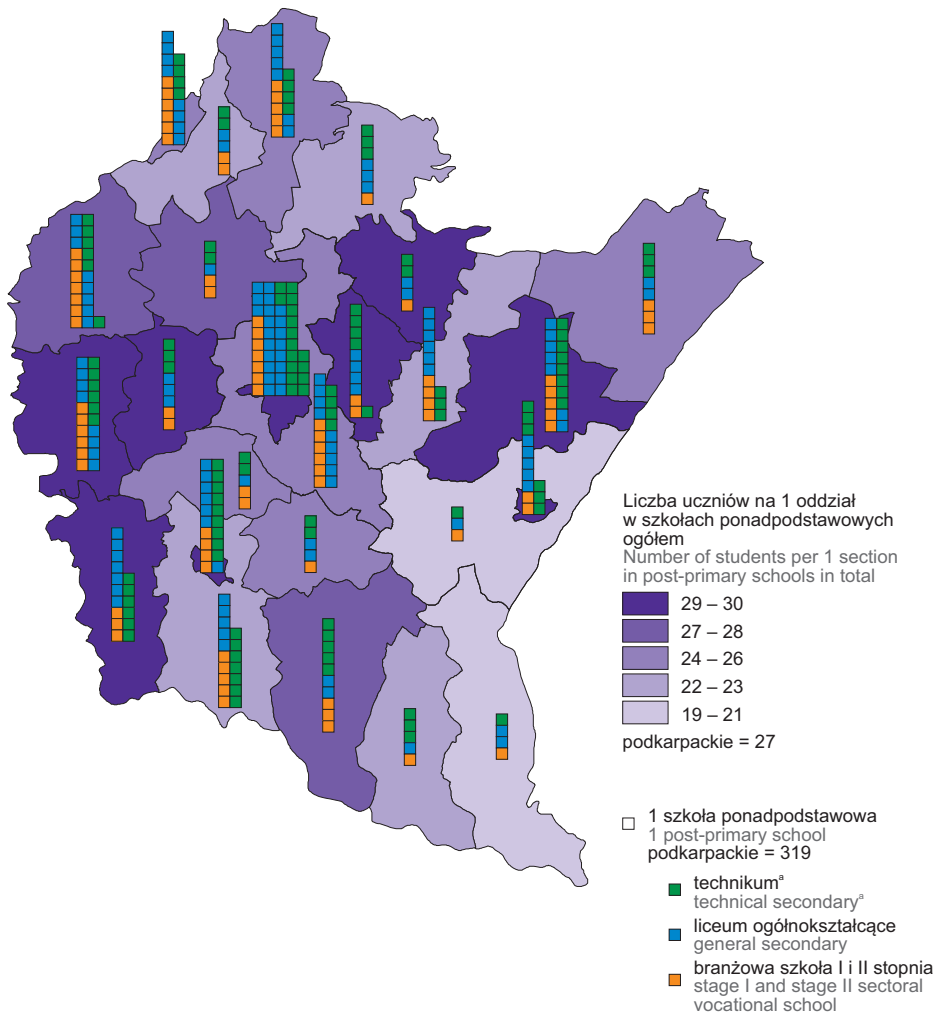 Liczba uczniów na 1 oddział
w szkołach ponadpodstawowych
ogółem
Number of students per 1 section
in post-primary schools in total
29 – 30
27 – 28
24 – 26
22 – 23
19 – 21
podkarpackie = 27
1 szkoła ponadpodstawowa
1 post-primary school
podkarpackie = 319
technikumª
technical secondaryª
liceum ogólnokształcące
general secondary
branżowa szkoła I i II stopnia
stage I and stage II sectoral
vocational school